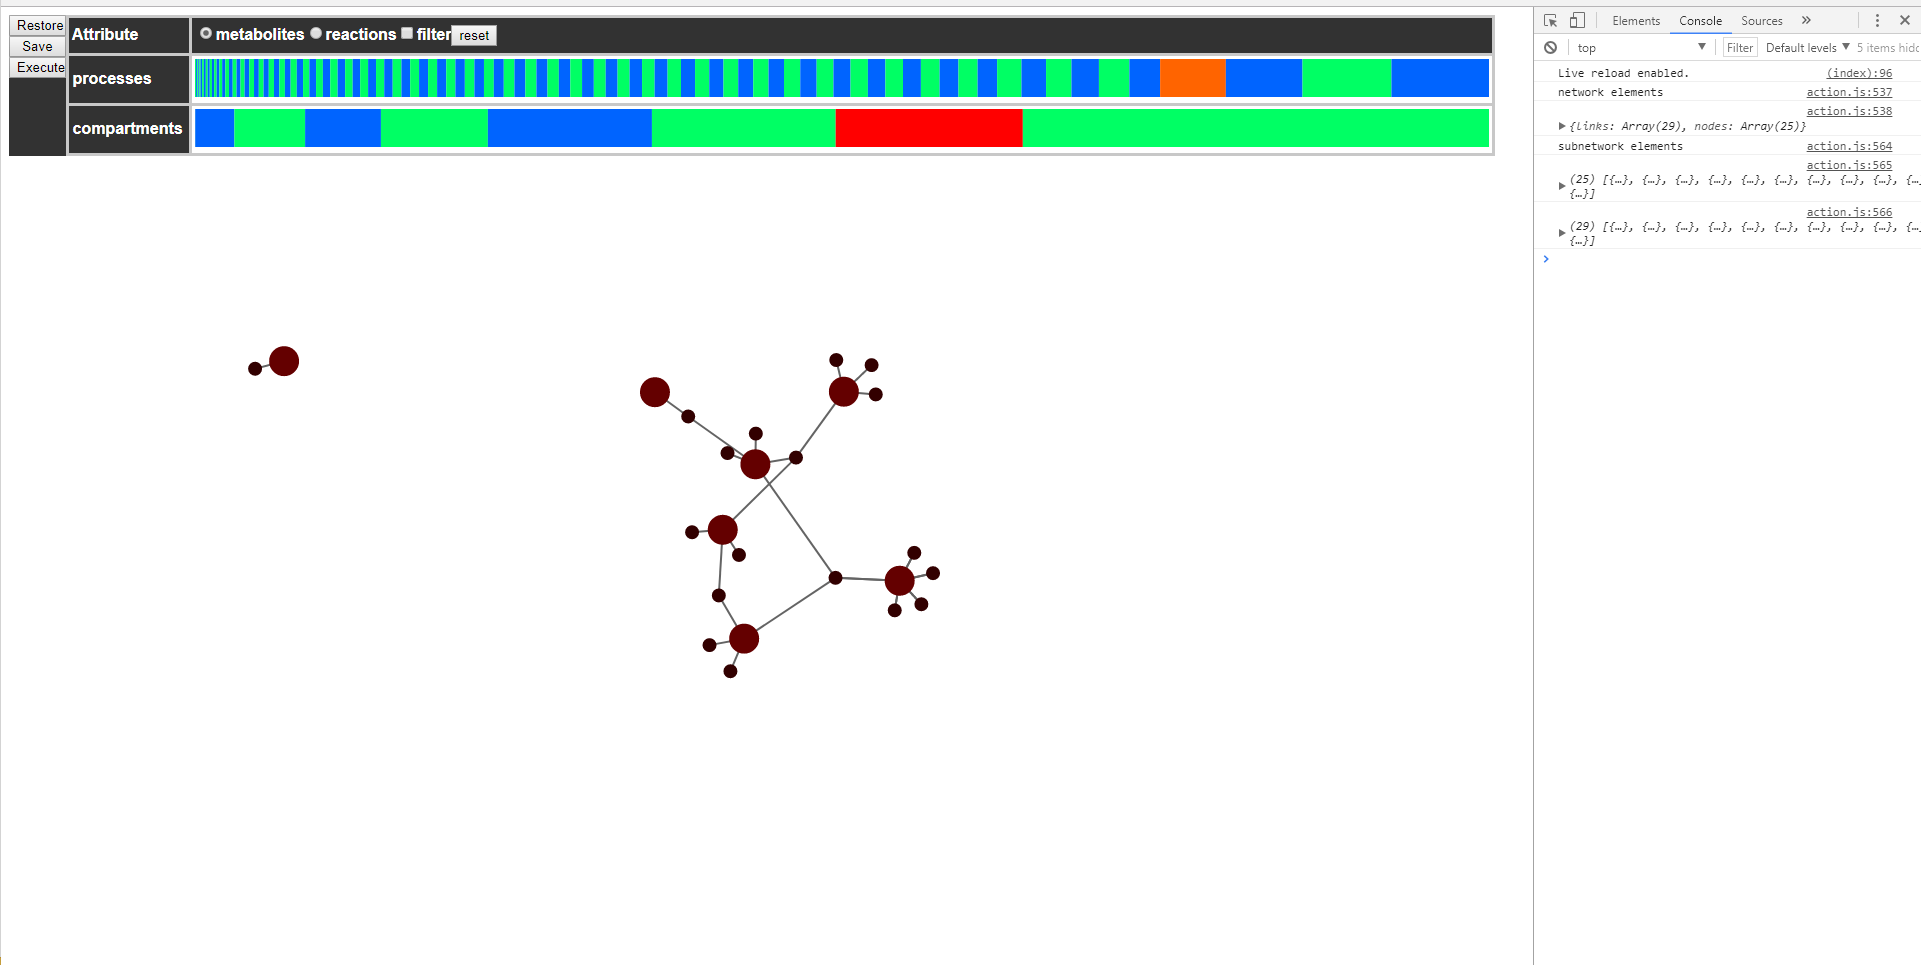 Restore
Save
Execute
Attribute
metabolites reactions filter reset
processes
compartments
Elements Console Sources »
top Filter Default levels 5 items hidd
Live reload enabled. (index):96
network elements action.js:537
action.js:538
{links: Array(29), nodes: Array(25)}
subnetwork elements action.js:564
action.js:565
(25) [{…}, {…}, {…}, {…}, {…}, {…}, {…}, {…}, {…}, {…
{…}]
action.js:566
(29) [{…}, {…}, {…}, {…}, {…}, {…}, {…}, {…}, {…}, {…
{…}]